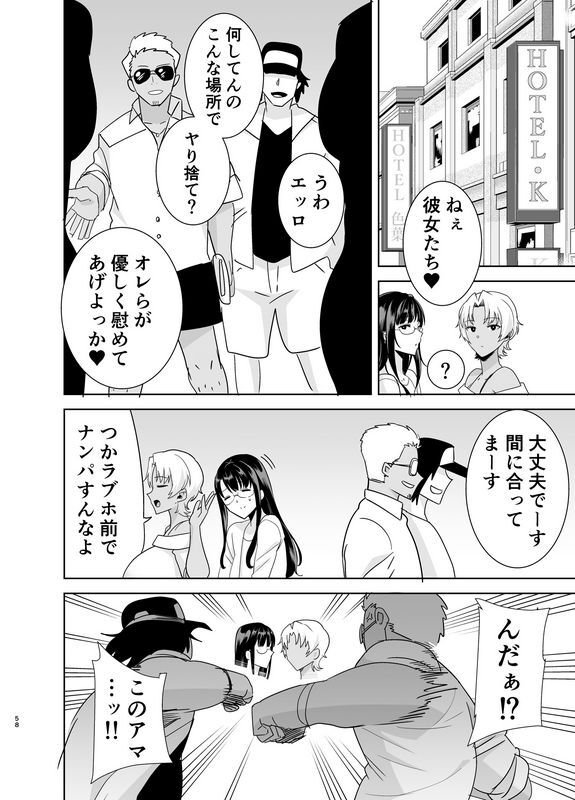 HOTEL・K
HOTEL 色葉
K
ねぇ
彼女たち♥
?
何してんの
こんな場所で
ヤり捨て?
うわ
エッロ
オレらが
優しく慰めて
あげよっか♥
大丈夫でーす
間に合って
まーす
つかラブホ前で
ナンパすんなよ
んだぁ!?
このアマ
…ッ!!
58